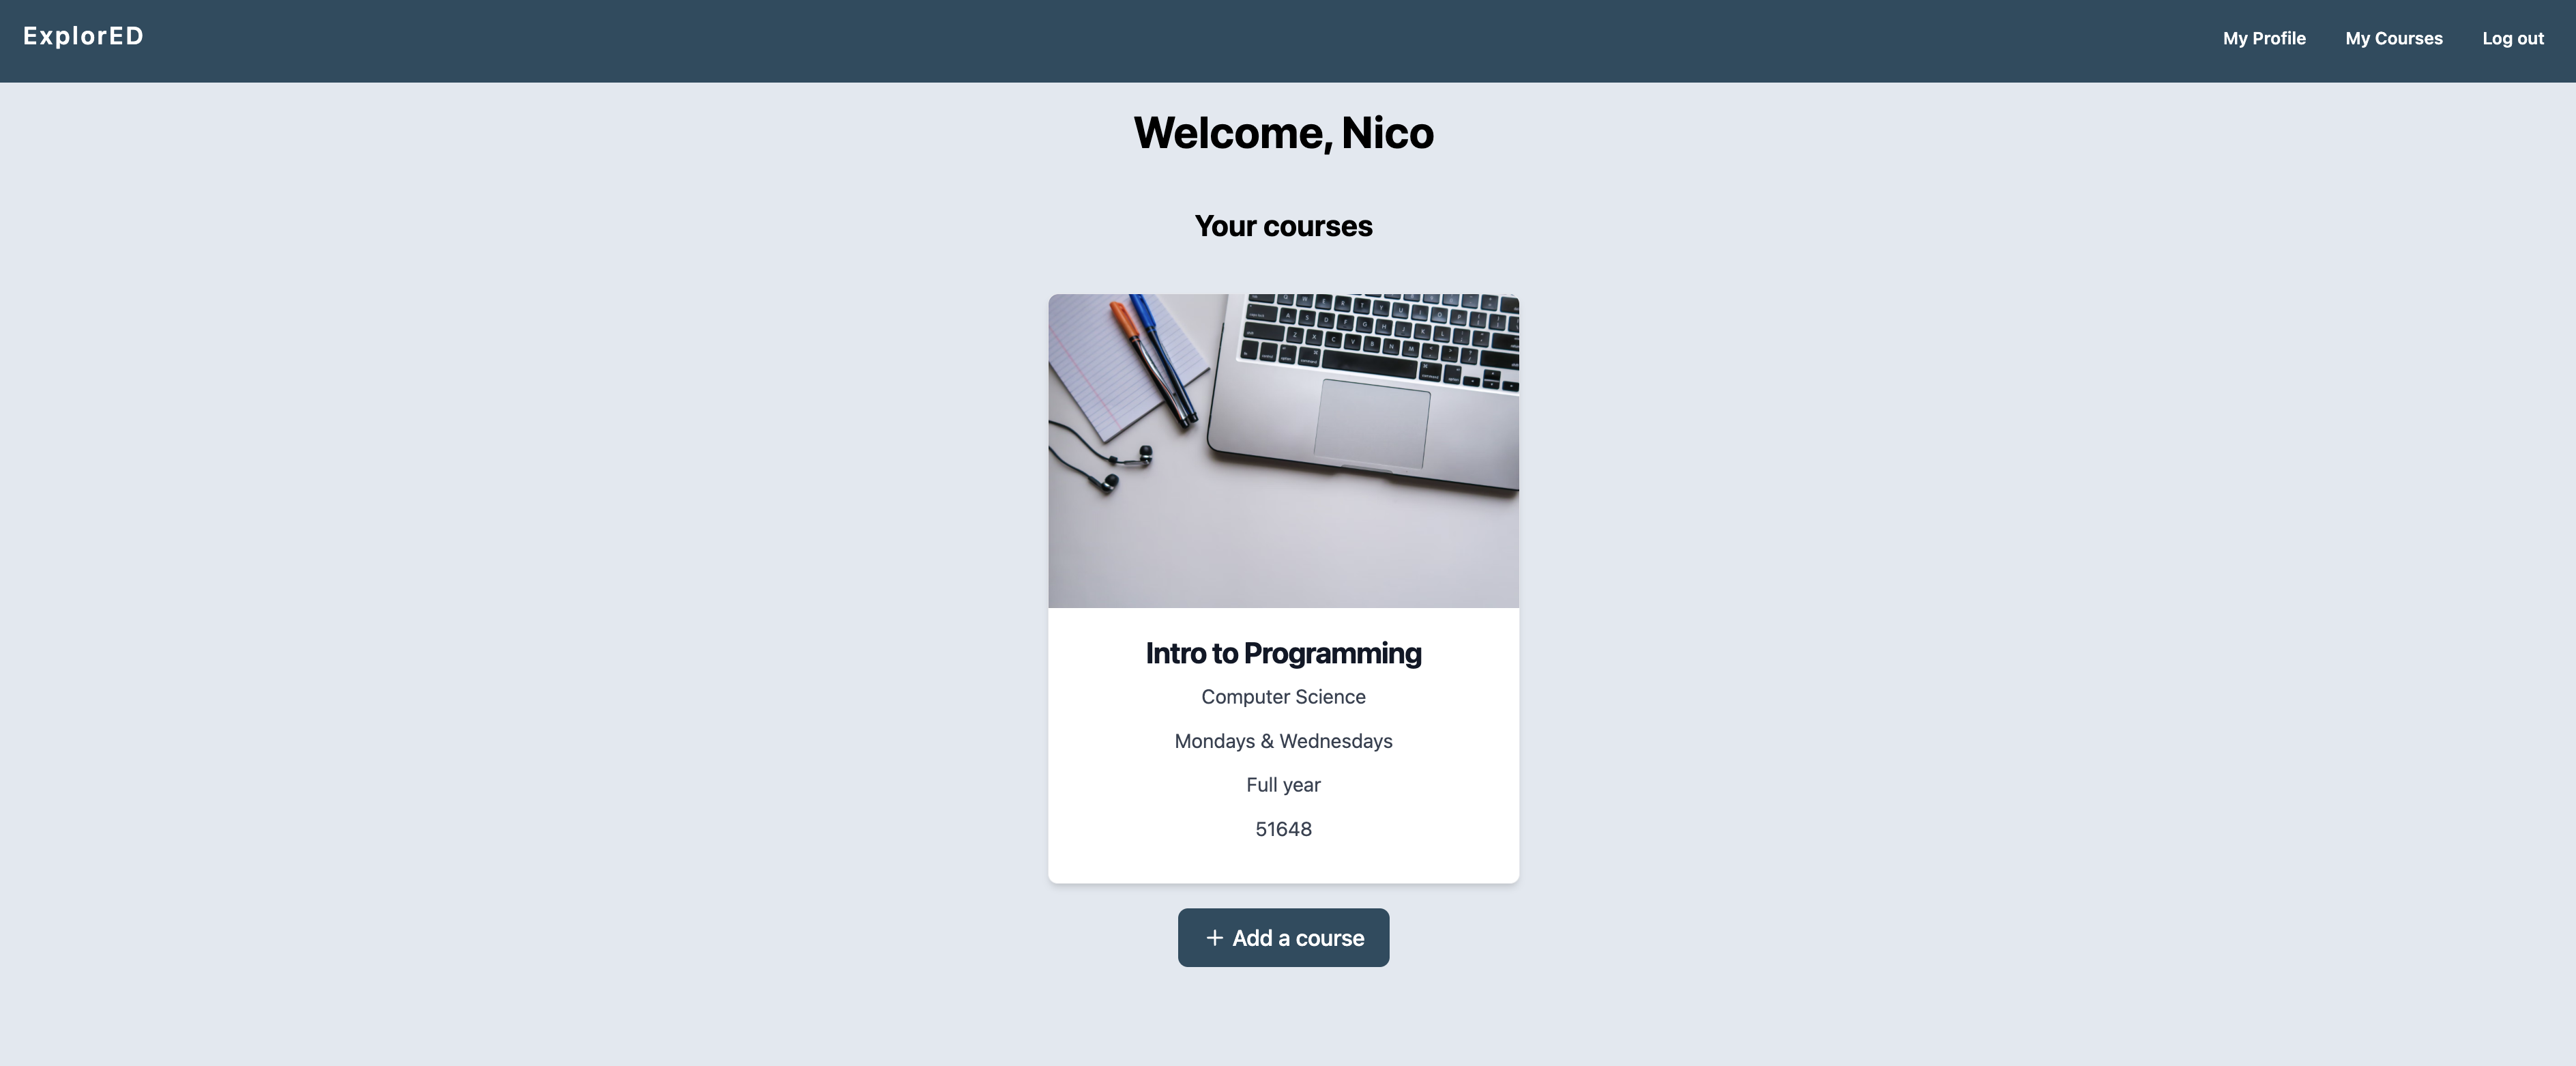 ExplorED
My Profile My Courses Log out
Welcome, Nico
Your courses
Intro to Programming
Computer Science
Mondays & Wednesdays
Full year
51648
+ Add a course